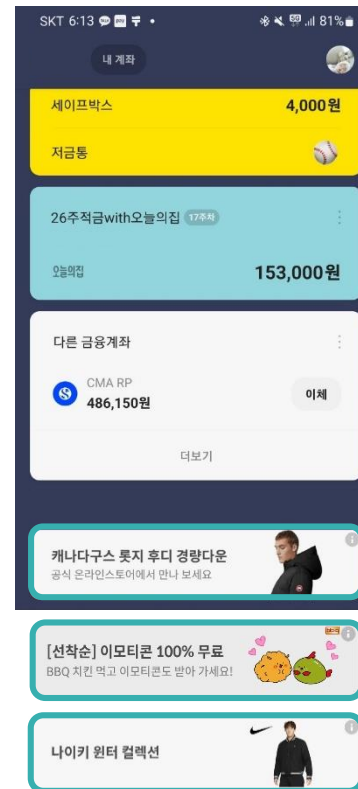 SKT 6:13
81%
내 계좌
세이프박스 4,000원
저금통
26주적금with오늘의집 17주차
오늘의집 153,000원
다른 금융계좌
CMA RP
486,150원 이체
더보기
캐나다구스 롯지 후디 경량다운
공식 온라인스토어에서 만나 보세요
[선착순] 이모티콘 100% 무료
BBQ 치킨 먹고 이모티콘도 받아 가세요!
나이키 윈터 컬렉션